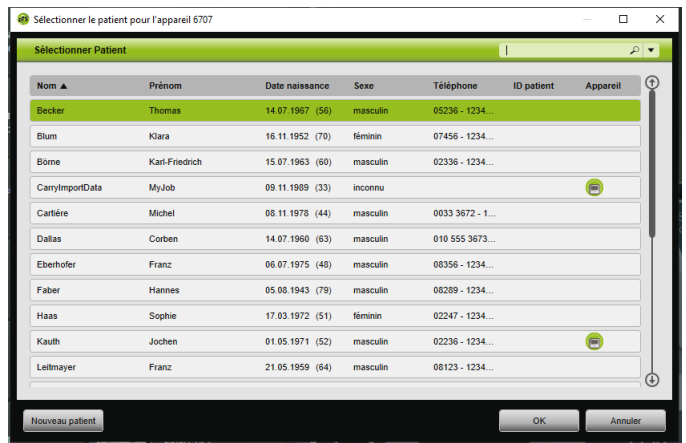 Sélectionner le patient pour l'appareil 6707
Sélectionner Patient
Nom ▲ Prénom Date naissance Sexe Téléphone ID patient Appareil
Becker Thomas 14.07.1967 (56) masculin 05236 - 1234...
Blum Klara 16.11.1952 (70) féminin 07456 - 1234...
Börne Karl-Friedrich 15.07.1963 (60) masculin 02336 - 1234...
CarryImportData MyJob 09.11.1989 (33) inconnu
Cartiére Michel 08.11.1978 (44) masculin 0033 3672 - 1...
Dallas Corben 14.07.1960 (63) masculin 010 555 3673...
Eberhofer Franz 06.07.1975 (48) masculin 08356 - 1234...
Faber Hannes 05.08.1943 (79) masculin 08289 - 1234...
Haas Sophie 17.03.1972 (51) féminin 02247 - 1234...
Kauth Jochen 01.05.1971 (52) masculin 02236 - 1234...
Leitmayer Franz 21.05.1959 (64) masculin 08123 - 1234...
Nouveau patient OK Annuler